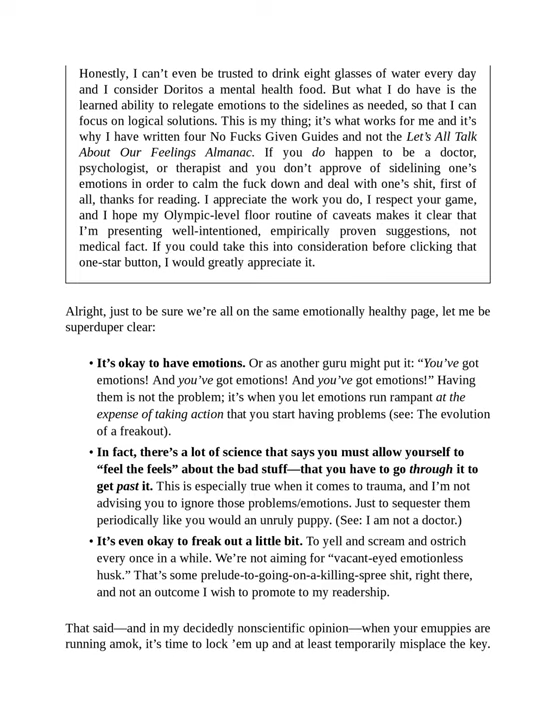 Honestly, I can’t even be trusted to drink eight glasses of water every day
and I consider Doritos a mental health food. But what I do have is the
learned ability to relegate emotions to the sidelines as needed, so that I can
focus on logical solutions. This is my thing; it’s what works for me and it’s
why I have written four No Fucks Given Guides and not the Let’s All Talk
About Our Feelings Almanac. If you do happen to be a doctor,
psychologist, or therapist and you don’t approve of sidelining one’s
emotions in order to calm the fuck down and deal with one’s shit, first of
all, thanks for reading. I appreciate the work you do, I respect your game,
and I hope my Olympic-level floor routine of caveats makes it clear that
I’m presenting well-intentioned, empirically proven suggestions, not
medical fact. If you could take this into consideration before clicking that
one-star button, I would greatly appreciate it.
Alright, just to be sure we’re all on the same emotionally healthy page, let me be
superduper clear:
• It’s okay to have emotions. Or as another guru might put it: “You’ve got
emotions! And you’ve got emotions! And you’ve got emotions!” Having
them is not the problem; it’s when you let emotions run rampant at the
expense of taking action that you start having problems (see: The evolution
of a freakout).
• In fact, there’s a lot of science that says you must allow yourself to
“feel the feels” about the bad stuff—that you have to go through it to
get past it. This is especially true when it comes to trauma, and I’m not
advising you to ignore those problems/emotions. Just to sequester them
periodically like you would an unruly puppy. (See: I am not a doctor.)
• It’s even okay to freak out a little bit. To yell and scream and ostrich
every once in a while. We’re not aiming for “vacant-eyed emotionless
husk.” That’s some prelude-to-going-on-a-killing-spree shit, right there,
and not an outcome I wish to promote to my readership.
That said—and in my decidedly nonscientific opinion—when your emuppies are
running amok, it’s time to lock ’em up and at least temporarily misplace the key.